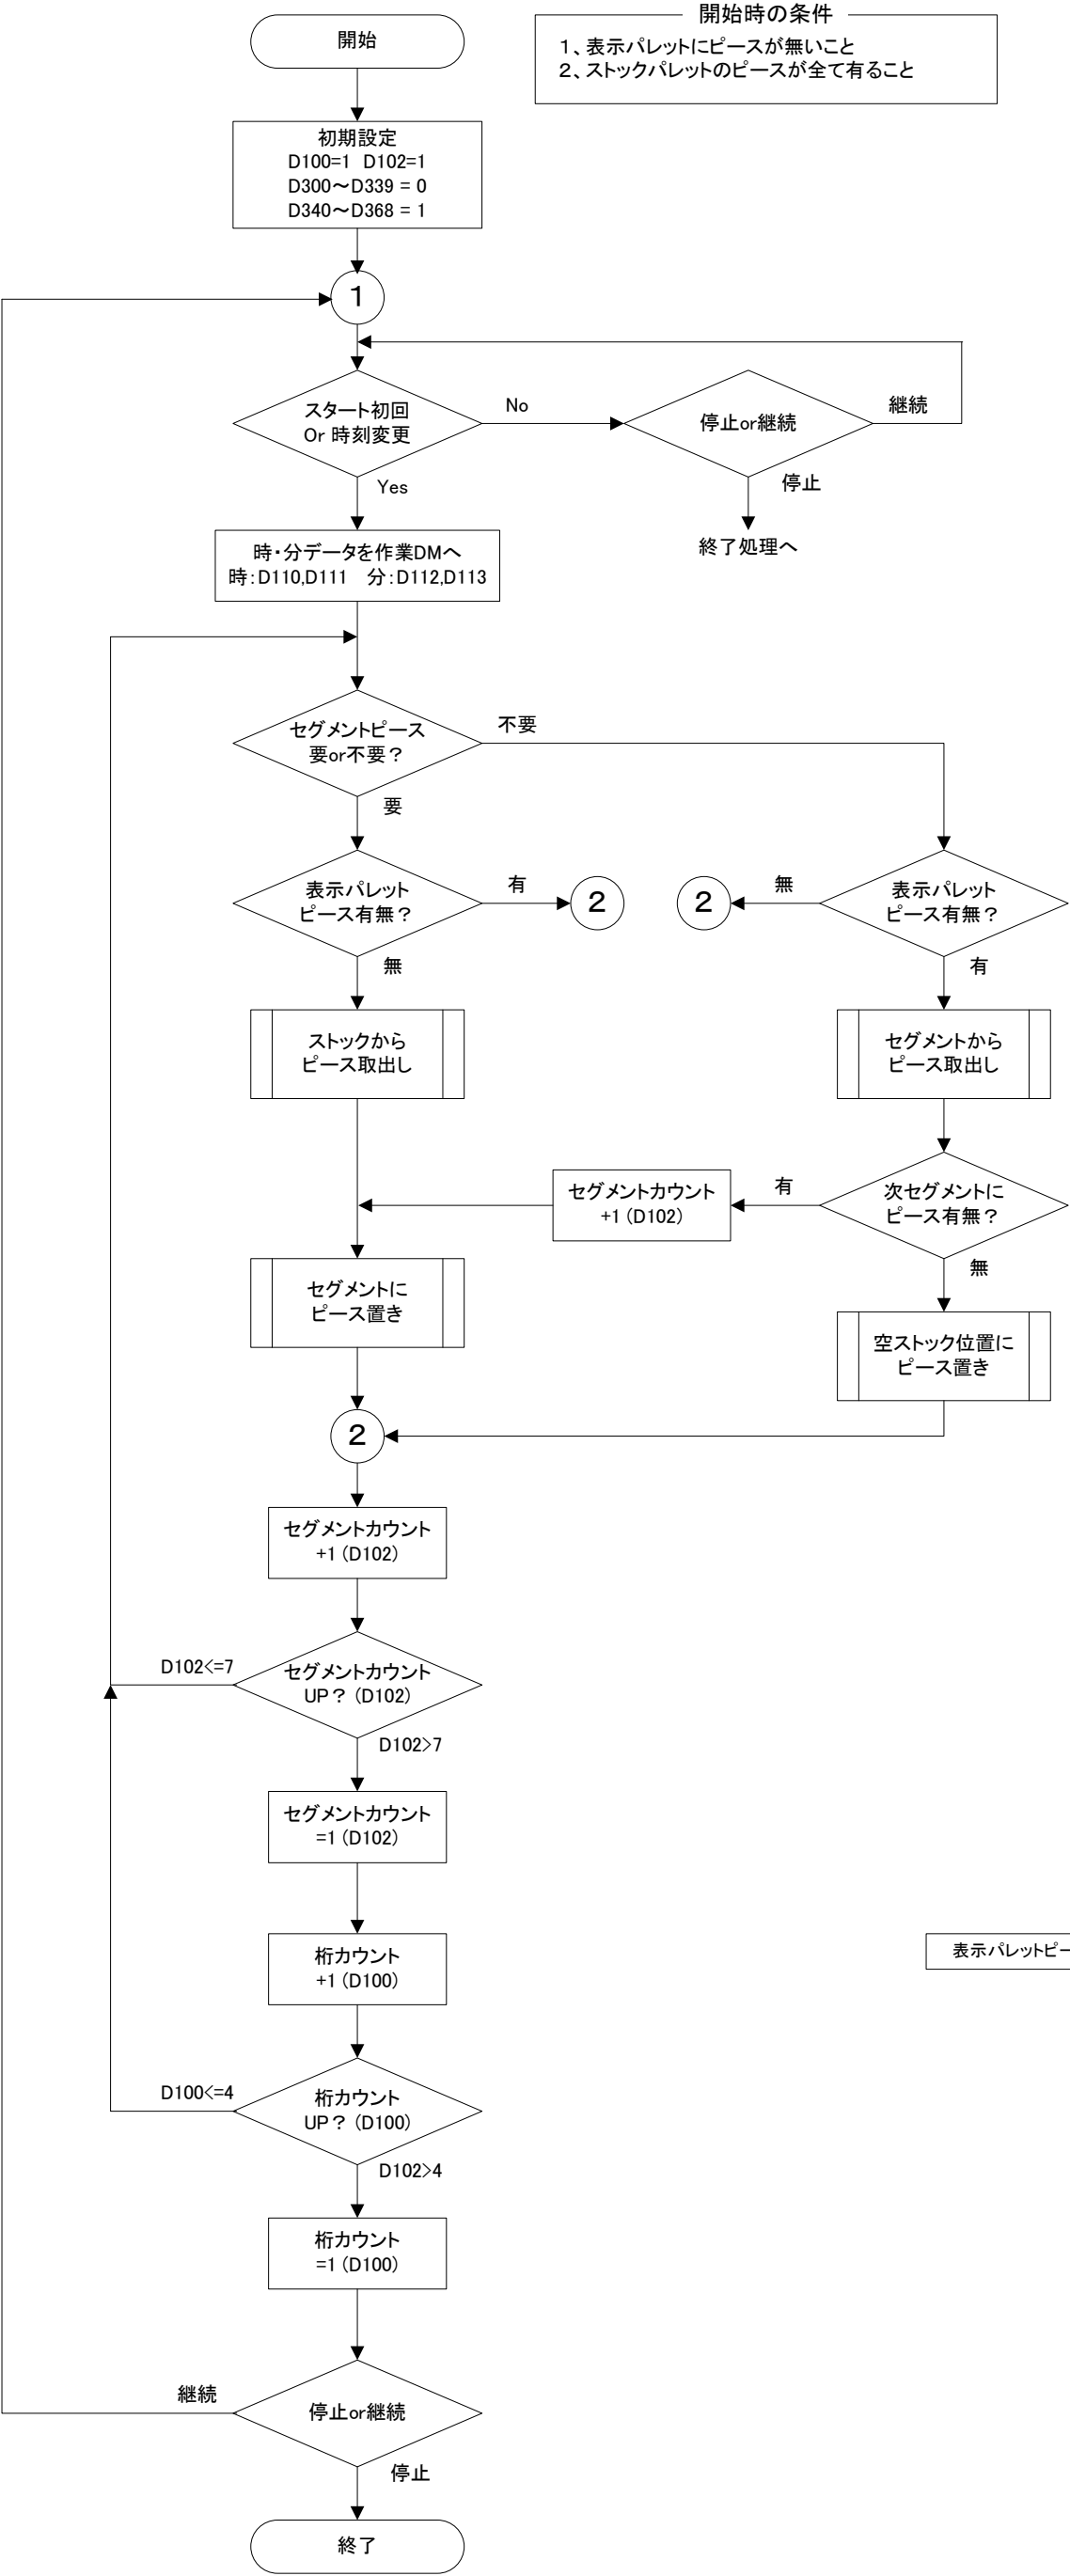 開始時の条件
1、表示パレットにピースが無いこと
2、ストックパレットのピースが全て有ること
開始
初期設定
D100=1 D102=1
D300～D339 = 0
D340～D368 = 1
1
スタート初回
Or 時刻変更
No
停止or継続
継続
停止
終了処理へ
Yes
時・分データを作業DMへ
時：D110,D111 分：D112,D113
セグメントピース
要or不要？
不要
要
表示パレット
ピース有無？
有
2
2
無
表示パレット
ピース有無？
無
有
ストックから
ピース取出し
セグメントから
ピース取出し
セグメントカウント
+1 (D102)
有
次セグメントに
ピース有無？
無
セグメントに
ピース置き
空ストック位置に
ピース置き
2
セグメントカウント
+1 (D102)
D102<=7
セグメントカウント
UP？ (D102)
D102>7
セグメントカウント
=1 (D102)
桁カウント
+1 (D100)
表示パレットピー
D100<=4
桁カウント
UP？ (D100)
D102>4
桁カウント
=1 (D100)
継続
停止or継続
停止
終了